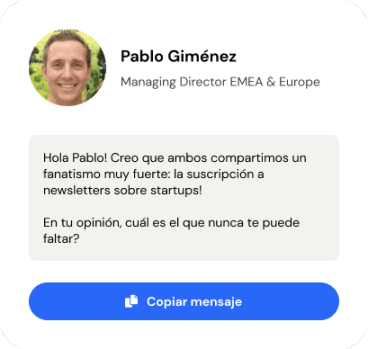 Pablo Giménez
Managing Director EMEA & Europe
Hola Pablo! Creo que ambos compartimos un
fanatismo muy fuerte: la suscripción a
newsletters sobre startups!
En tu opinión, cuál es el que nunca te puede
faltar?
Copiar mensaje